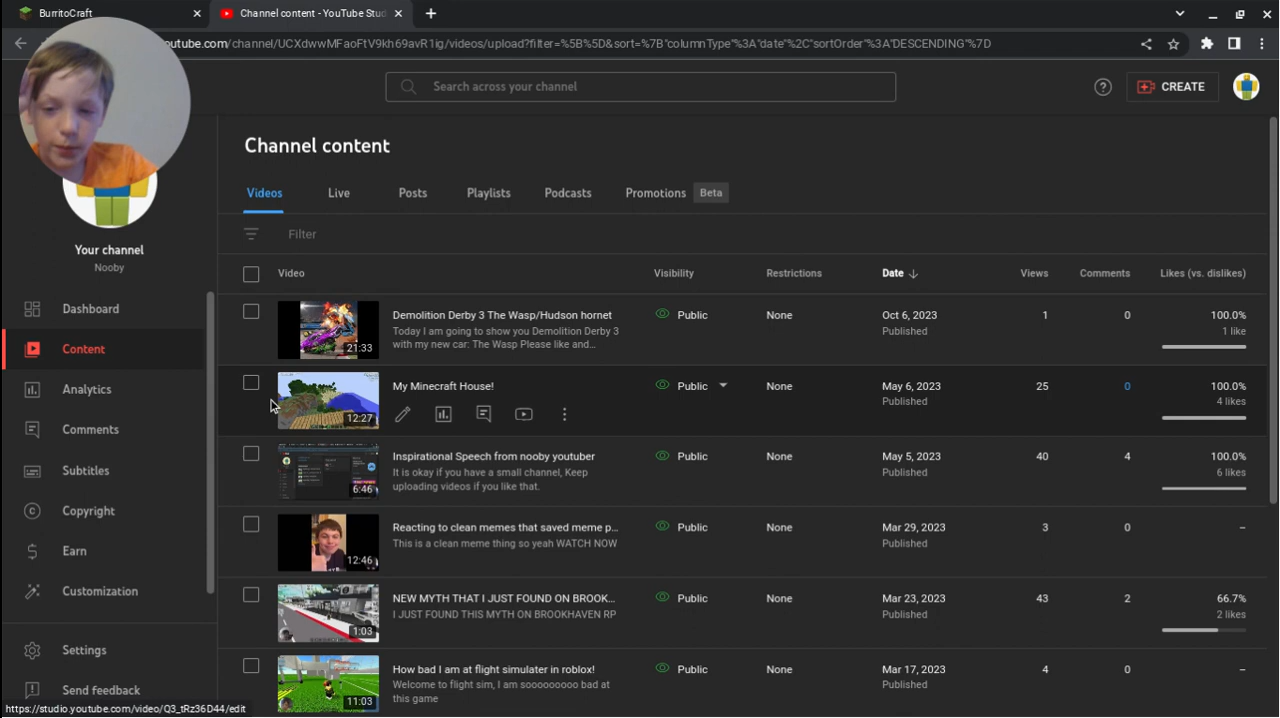 BurritoCraft
Channel content - YouTube Stud
utube.com/channel/UCXdwwMFaoFtV9kh69avR1ig/videos/upload?filter=%5B%5D&sort=%7B"columnType"%3A"date"%2C"sortOrder"%3A"DESCENDING"%7D
Search across your channel
CREATE
Channel content
Videos Live Posts Playlists Podcasts Promotions Beta
Filter
Your channel
Nooby
Dashboard
Content
Analytics
Comments
Subtitles
Copyright
Earn
Customization
Settings
Send feedback
Video Visibility Restrictions Date Views Comments Likes (vs. dislikes)
Demolition Derby 3 The Wasp/Hudson hornet Public None Oct 6, 2023 1 0 100.0%
Today I am going to show you Demolition Derby 3 Published 1 like
with my new car: The Wasp Please like and...
21:33
My Minecraft House! Public None May 6, 2023 25 0 100.0%
Published 4 likes
12:27
Inspirational Speech from nooby youtuber Public None May 5, 2023 40 4 100.0%
It is okay if you have a small channel, Keep Published 6 likes
uploading videos if you like that.
6:46
Reacting to clean memes that saved meme p... Public None Mar 29, 2023 3 0 –
This is a clean meme thing so yeah WATCH NOW Published
12:46
NEW MYTH THAT I JUST FOUND ON BROOK... Public None Mar 23, 2023 43 2 66.7%
I JUST FOUND THIS MYTH ON BROOKHAVEN RP Published 2 likes
1:03
How bad I am at flight simulater in roblox! Public None Mar 17, 2023 4 0 –
Welcome to flight sim, I am sooooooooo bad at Published
this game
11:03
https://studio.youtube.com/video/Q3_tRz36D44/edit